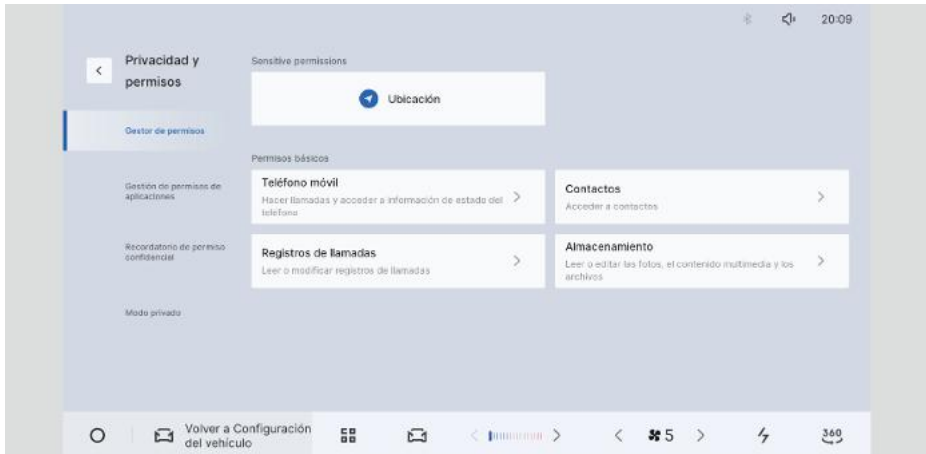 20:09
Privacidad y
permisos
Sensitive permissions
Ubicación
Gestor de permisos
Permisos básicos
Teléfono móvil
Hacer llamadas y acceder a información de estado del
teléfono
Contactos
Acceder a contactos
Gestión de permisos de
aplicaciones
Registros de llamadas
Leer o modificar registros de llamadas
Almacenamiento
Leer o editar las fotos, el contenido multimedia y los
archivos
Recordatorio de permiso
confidencial
Modo privado
Volver a Configuración
del vehículo
5
360